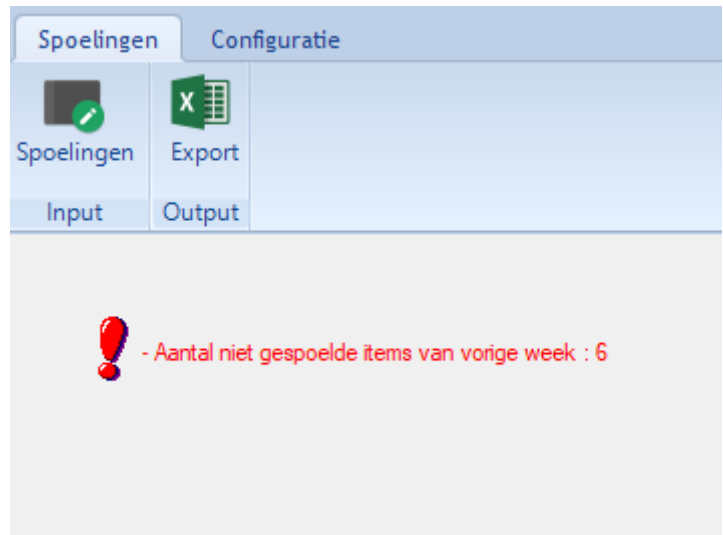 Spoelingen Configuratie
Spoelingen Export
Input Output
- Aantal niet gespoelde items van vorige week : 6